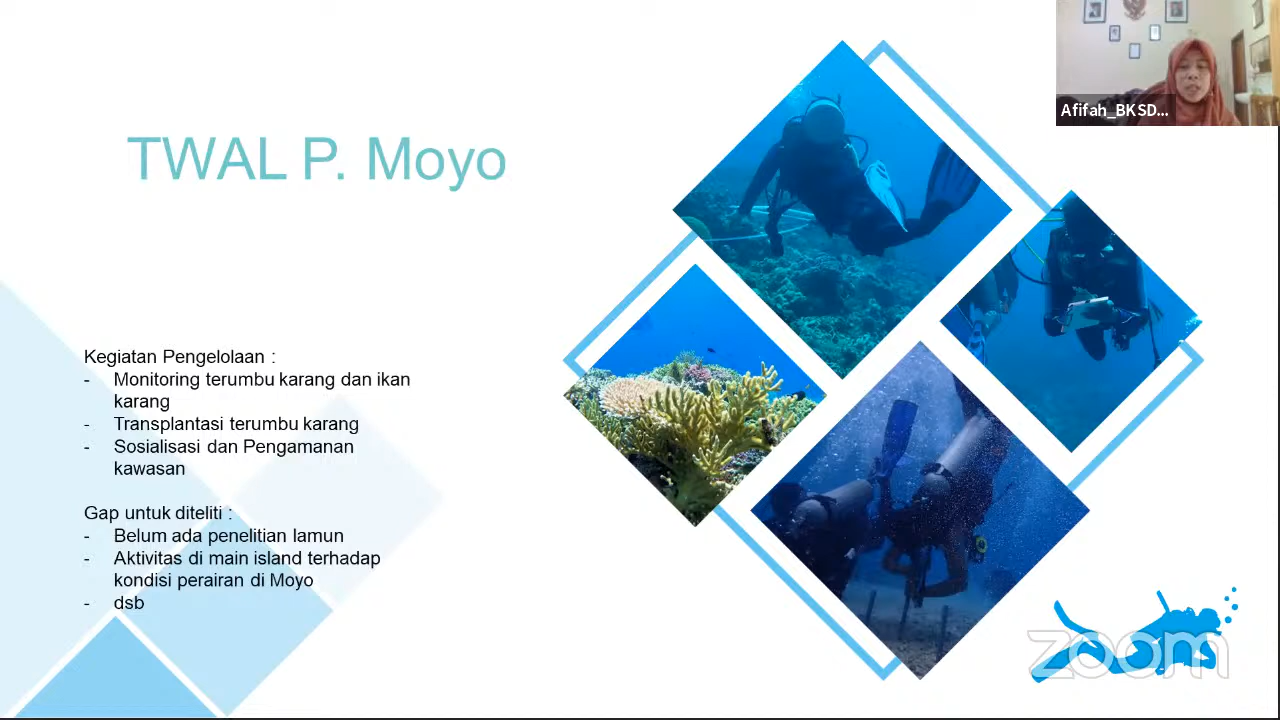 Afifah_BKSD...
TWAL P. Moyo
Kegiatan Pengelolaan :
- Monitoring terumbu karang dan ikan
karang
- Transplantasi terumbu karang
- Sosialisasi dan Pengamanan
kawasan
Gap untuk diteliti :
- Belum ada penelitian lamun
- Aktivitas di main island terhadap
kondisi perairan di Moyo
- dsb
zoom